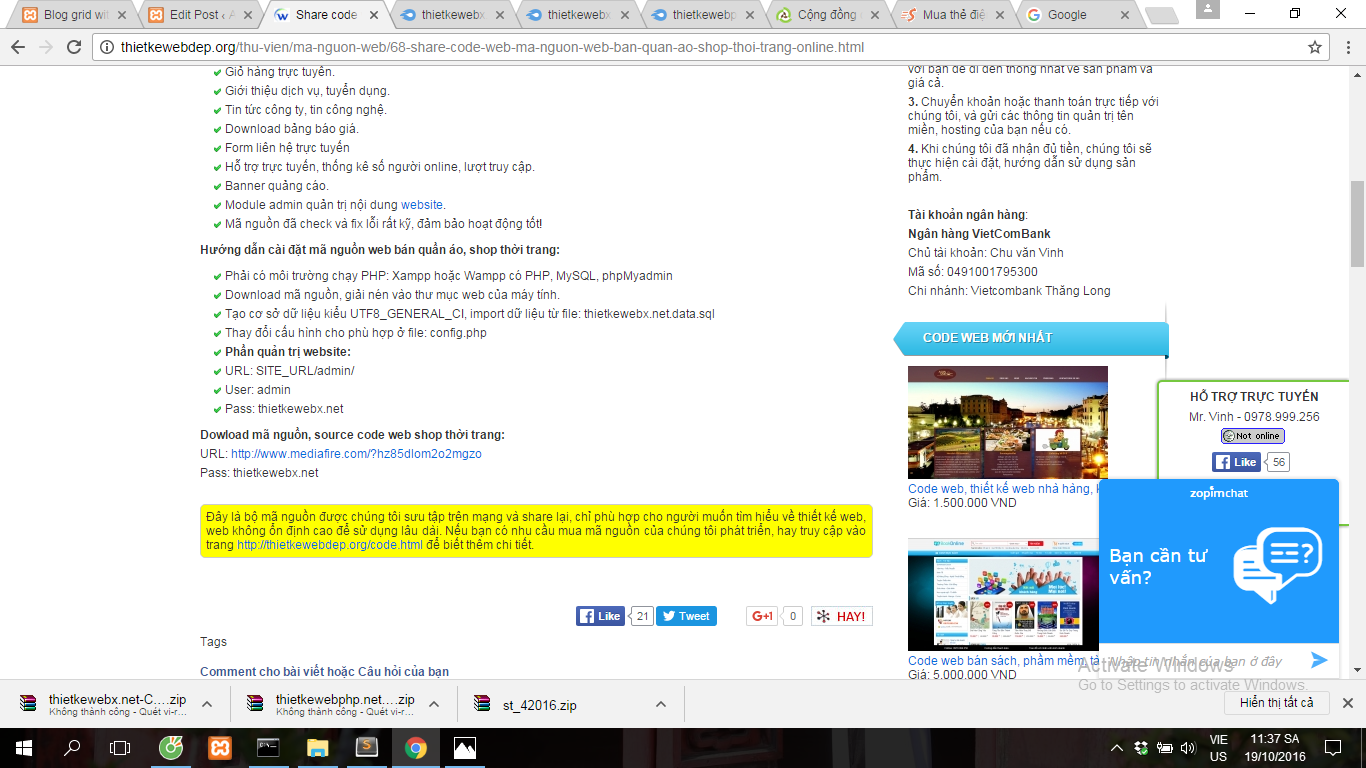 Blog grid wit
Edit Post ‹ A
Share code
thietkewebx
thietkewebx
thietkewebp
Cộng đồng
Mua thẻ điệ
Google
thietkewebdep.org/thu-vien/ma-nguon-web/68-share-code-web-ma-nguon-web-ban-quan-ao-shop-thoi-trang-online.html
Giỏ hàng trực tuyến.
Giới thiệu dịch vụ, tuyển dụng.
Tin tức công ty, tin công nghệ.
Download bảng báo giá.
Form liên hệ trực tuyến
Hỗ trợ trực tuyến, thống kê số người online, lượt truy cập.
Banner quảng cáo.
Module admin quản trị nội dung website.
Mã nguồn đã check và fix lỗi rất kỹ, đảm bảo hoạt động tốt!
Hướng dẫn cài đặt mã nguồn web bán quần áo, shop thời trang:
Phải có môi trường chạy PHP: Xampp hoặc Wampp có PHP, MySQL, phpMyadmin
Download mã nguồn, giải nén vào thư mục web của máy tính.
Tạo cơ sở dữ liệu kiểu UTF8_GENERAL_CI, import dữ liệu từ file: thietkewebx.net.data.sql
Thay đổi cấu hình cho phù hợp ở file: config.php
Phần quản trị website:
URL: SITE_URL/admin/
User: admin
Pass: thietkewebx.net
Dowload mã nguồn, source code web shop thời trang:
URL: http://www.mediafire.com/?hz85dlom2o2mgzo
Pass: thietkewebx.net
Đây là bộ mã nguồn được chúng tôi sưu tập trên mạng và share lại, chỉ phù hợp cho người muốn tìm hiểu về thiết kế web,
web không ổn định cao để sử dụng lâu dài. Nếu bạn có nhu cầu mua mã nguồn của chúng tôi phát triển, hay truy cập vào
trang http://thietkewebdep.org/code.html để biết thêm chi tiết.
Like 21 Tweet G+1 0 HAY!
Tags
Comment cho bài viết hoặc Câu hỏi của bạn
với bạn để đi đến thống nhất về sản phẩm và
giá cả.
3. Chuyển khoản hoặc thanh toán trực tiếp với
chúng tôi, và gửi các thông tin quản trị tên
miền, hosting của bạn nếu có.
4. Khi chúng tôi đã nhận đủ tiền, chúng tôi sẽ
thực hiện cài đặt, hướng dẫn sử dụng sản
phẩm.
Tài khoản ngân hàng:
Ngân hàng VietComBank
Chủ tài khoản: Chu văn Vinh
Mã số: 0491001795300
Chi nhánh: Vietcombank Thăng Long
CODE WEB MỚI NHẤT
Code web, thiết kế web nhà hàng, k
Giá: 1.500.000 VND
Code web bán sách, phầm mềm, tà
Giá: 5.000.000 VND
HỖ TRỢ TRỰC TUYẾN
Mr. Vinh - 0978.999.256
Not online
Like 56
zopimchat
Bạn cần tư
vấn?
Nhập tin nhắn của bạn ở đây
Activate Windows
Go to Settings to activate Windows.
thietkewebx.net-C....zip
Không thành công - Quét vi-r...
thietkewebphp.net....zip
Không thành công - Quét vi-r...
st_42016.zip
Hiển thị tất cả
VIE
US
11:37 SA
19/10/2016